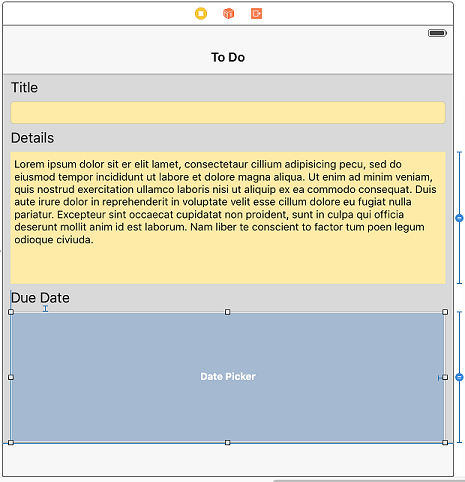 To Do
Title
Details
Lorem ipsum dolor sit er elit lamet, consectetaur cillium adipisicing pecu, sed do
eiusmod tempor incididunt ut labore et dolore magna aliqua. Ut enim ad minim veniam,
quis nostrud exercitation ullamco laboris nisi ut aliquip ex ea commodo consequat. Duis
aute irure dolor in reprehenderit in voluptate velit esse cillum dolore eu fugiat nulla
pariatur. Excepteur sint occaecat cupidatat non proident, sunt in culpa qui officia
deserunt mollit anim id est laborum. Nam liber te conscient to factor tum poen legum
odioque civiuda.
Due Date
Date Picker